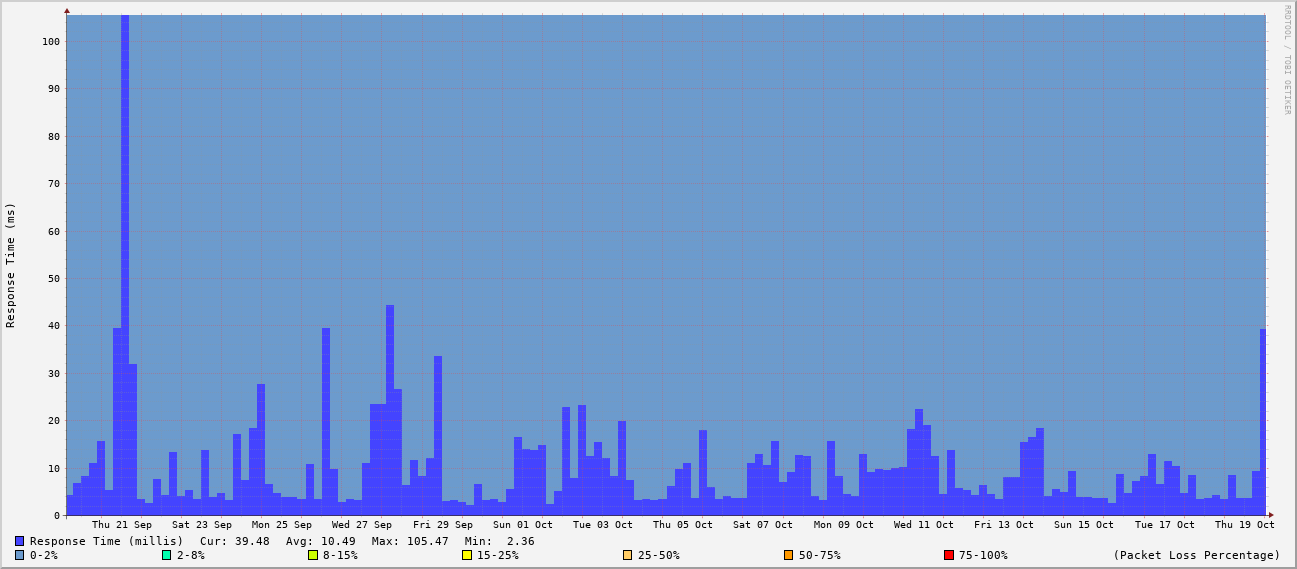 RRDTOOL / TOBI OETIKER
Response Time (ms)
100
90
80
70
60
50
40
30
20
10
0
Thu 21 Sep Sat 23 Sep Mon 25 Sep Wed 27 Sep Fri 29 Sep Sun 01 Oct Tue 03 Oct Thu 05 Oct Sat 07 Oct Mon 09 Oct Wed 11 Oct Fri 13 Oct Sun 15 Oct Tue 17 Oct Thu 19 Oct
Response Time (millis) Cur: 39.48 Avg: 10.49 Max: 105.47 Min: 2.36
0-2% 2-8% 8-15% 15-25% 25-50% 50-75% 75-100% (Packet Loss Percentage)